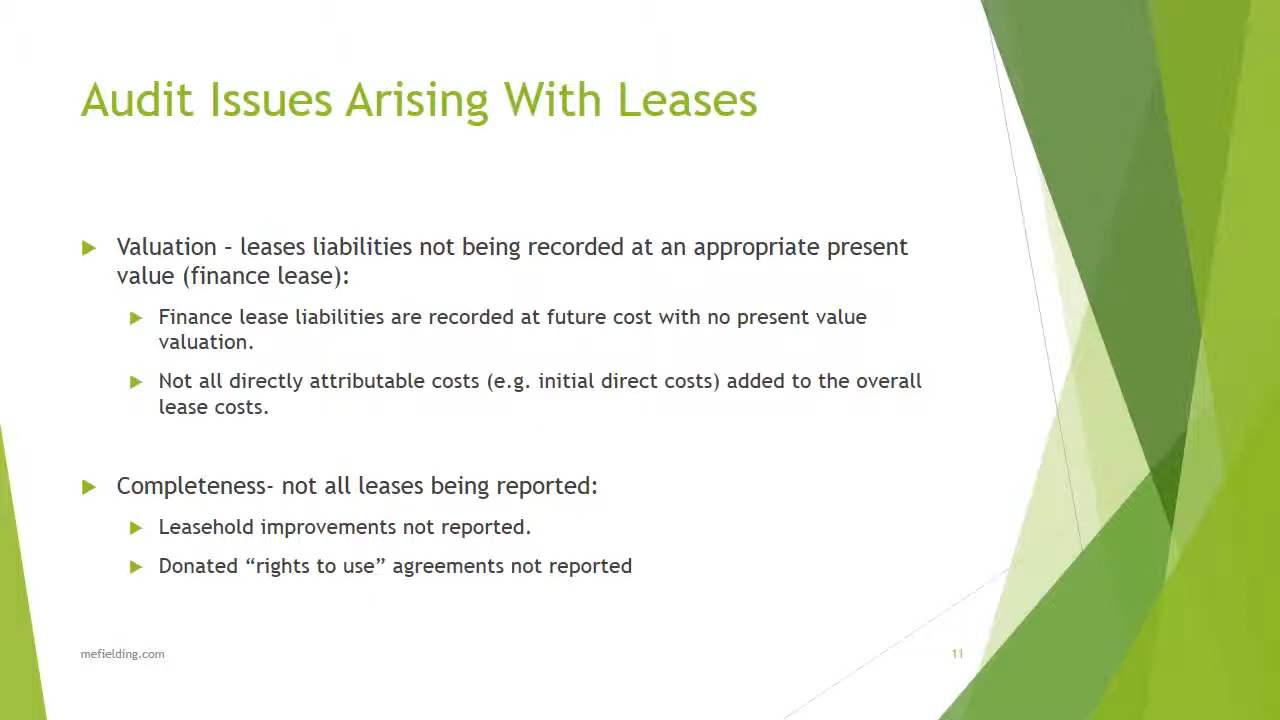 Audit Issues Arising With Leases
Valuation – leases liabilities not being recorded at an appropriate present
value (finance lease):
Finance lease liabilities are recorded at future cost with no present value
valuation.
Not all directly attributable costs (e.g. initial direct costs) added to the overall
lease costs.
Completeness- not all leases being reported:
Leasehold improvements not reported.
Donated “rights to use” agreements not reported
mefielding.com
11